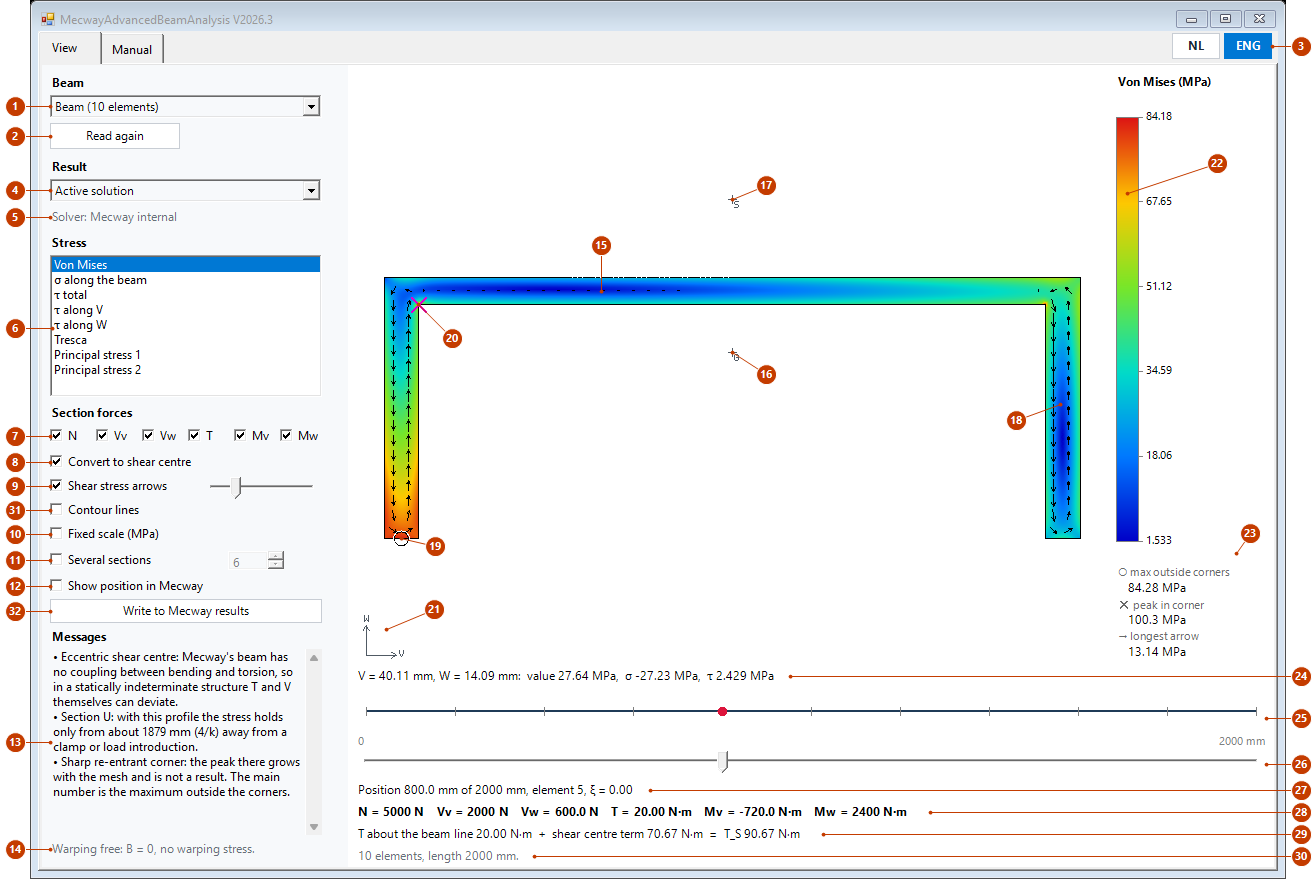 MecwayAdvancedBeamAnalysis V2026.3
View Manual
NL ENG 3
Beam
Von Mises (MPa)
1 Beam (10 elements)
84.18
2 Read again
17
22
Result
4 Active solution
5 Solver: Mecway internal
67.65
S
Stress
15
Von Mises
σ along the beam
τ total
51.12
τ along V
6 τ along W
Tresca
20
Principal stress 1
Principal stress 2
G
16
34.59
18
Section forces
7 N Vv Vw T Mv Mw
18.06
8 Convert to shear centre
9 Shear stress arrows
31 Contour lines
10 Fixed scale (MPa)
19
23
1.533
11 Several sections 6
max outside corners
84.28 MPa
12 Show position in Mecway
32 Write to Mecway results
21
peak in corner
100.3 MPa
W
longest arrow
13.14 MPa
V
Messages
• Eccentric shear centre: Mecway's beam has
no coupling between bending and torsion, so
in a statically indeterminate structure T and V
themselves can deviate.
• Section U: with this profile the stress holds
only from about 1879 mm (4/k) away from a
13 clamp or load introduction.
• Sharp re-entrant corner: the peak there grows
with the mesh and is not a result. The main
number is the maximum outside the corners.
14 Warping free: B = 0, no warping stress.
V = 40.11 mm, W = 14.09 mm: value 27.64 MPa, σ -27.23 MPa, τ 2.429 MPa 24
25
0 2000 mm
26
Position 800.0 mm of 2000 mm, element 5, ξ = 0.00 27
N = 5000 N Vv = 2000 N Vw = 600.0 N T = 20.00 N·m Mv = -720.0 N·m Mw = 2400 N·m 28
T about the beam line 20.00 N·m + shear centre term 70.67 N·m = T_S 90.67 N·m 29
10 elements, length 2000 mm. 30